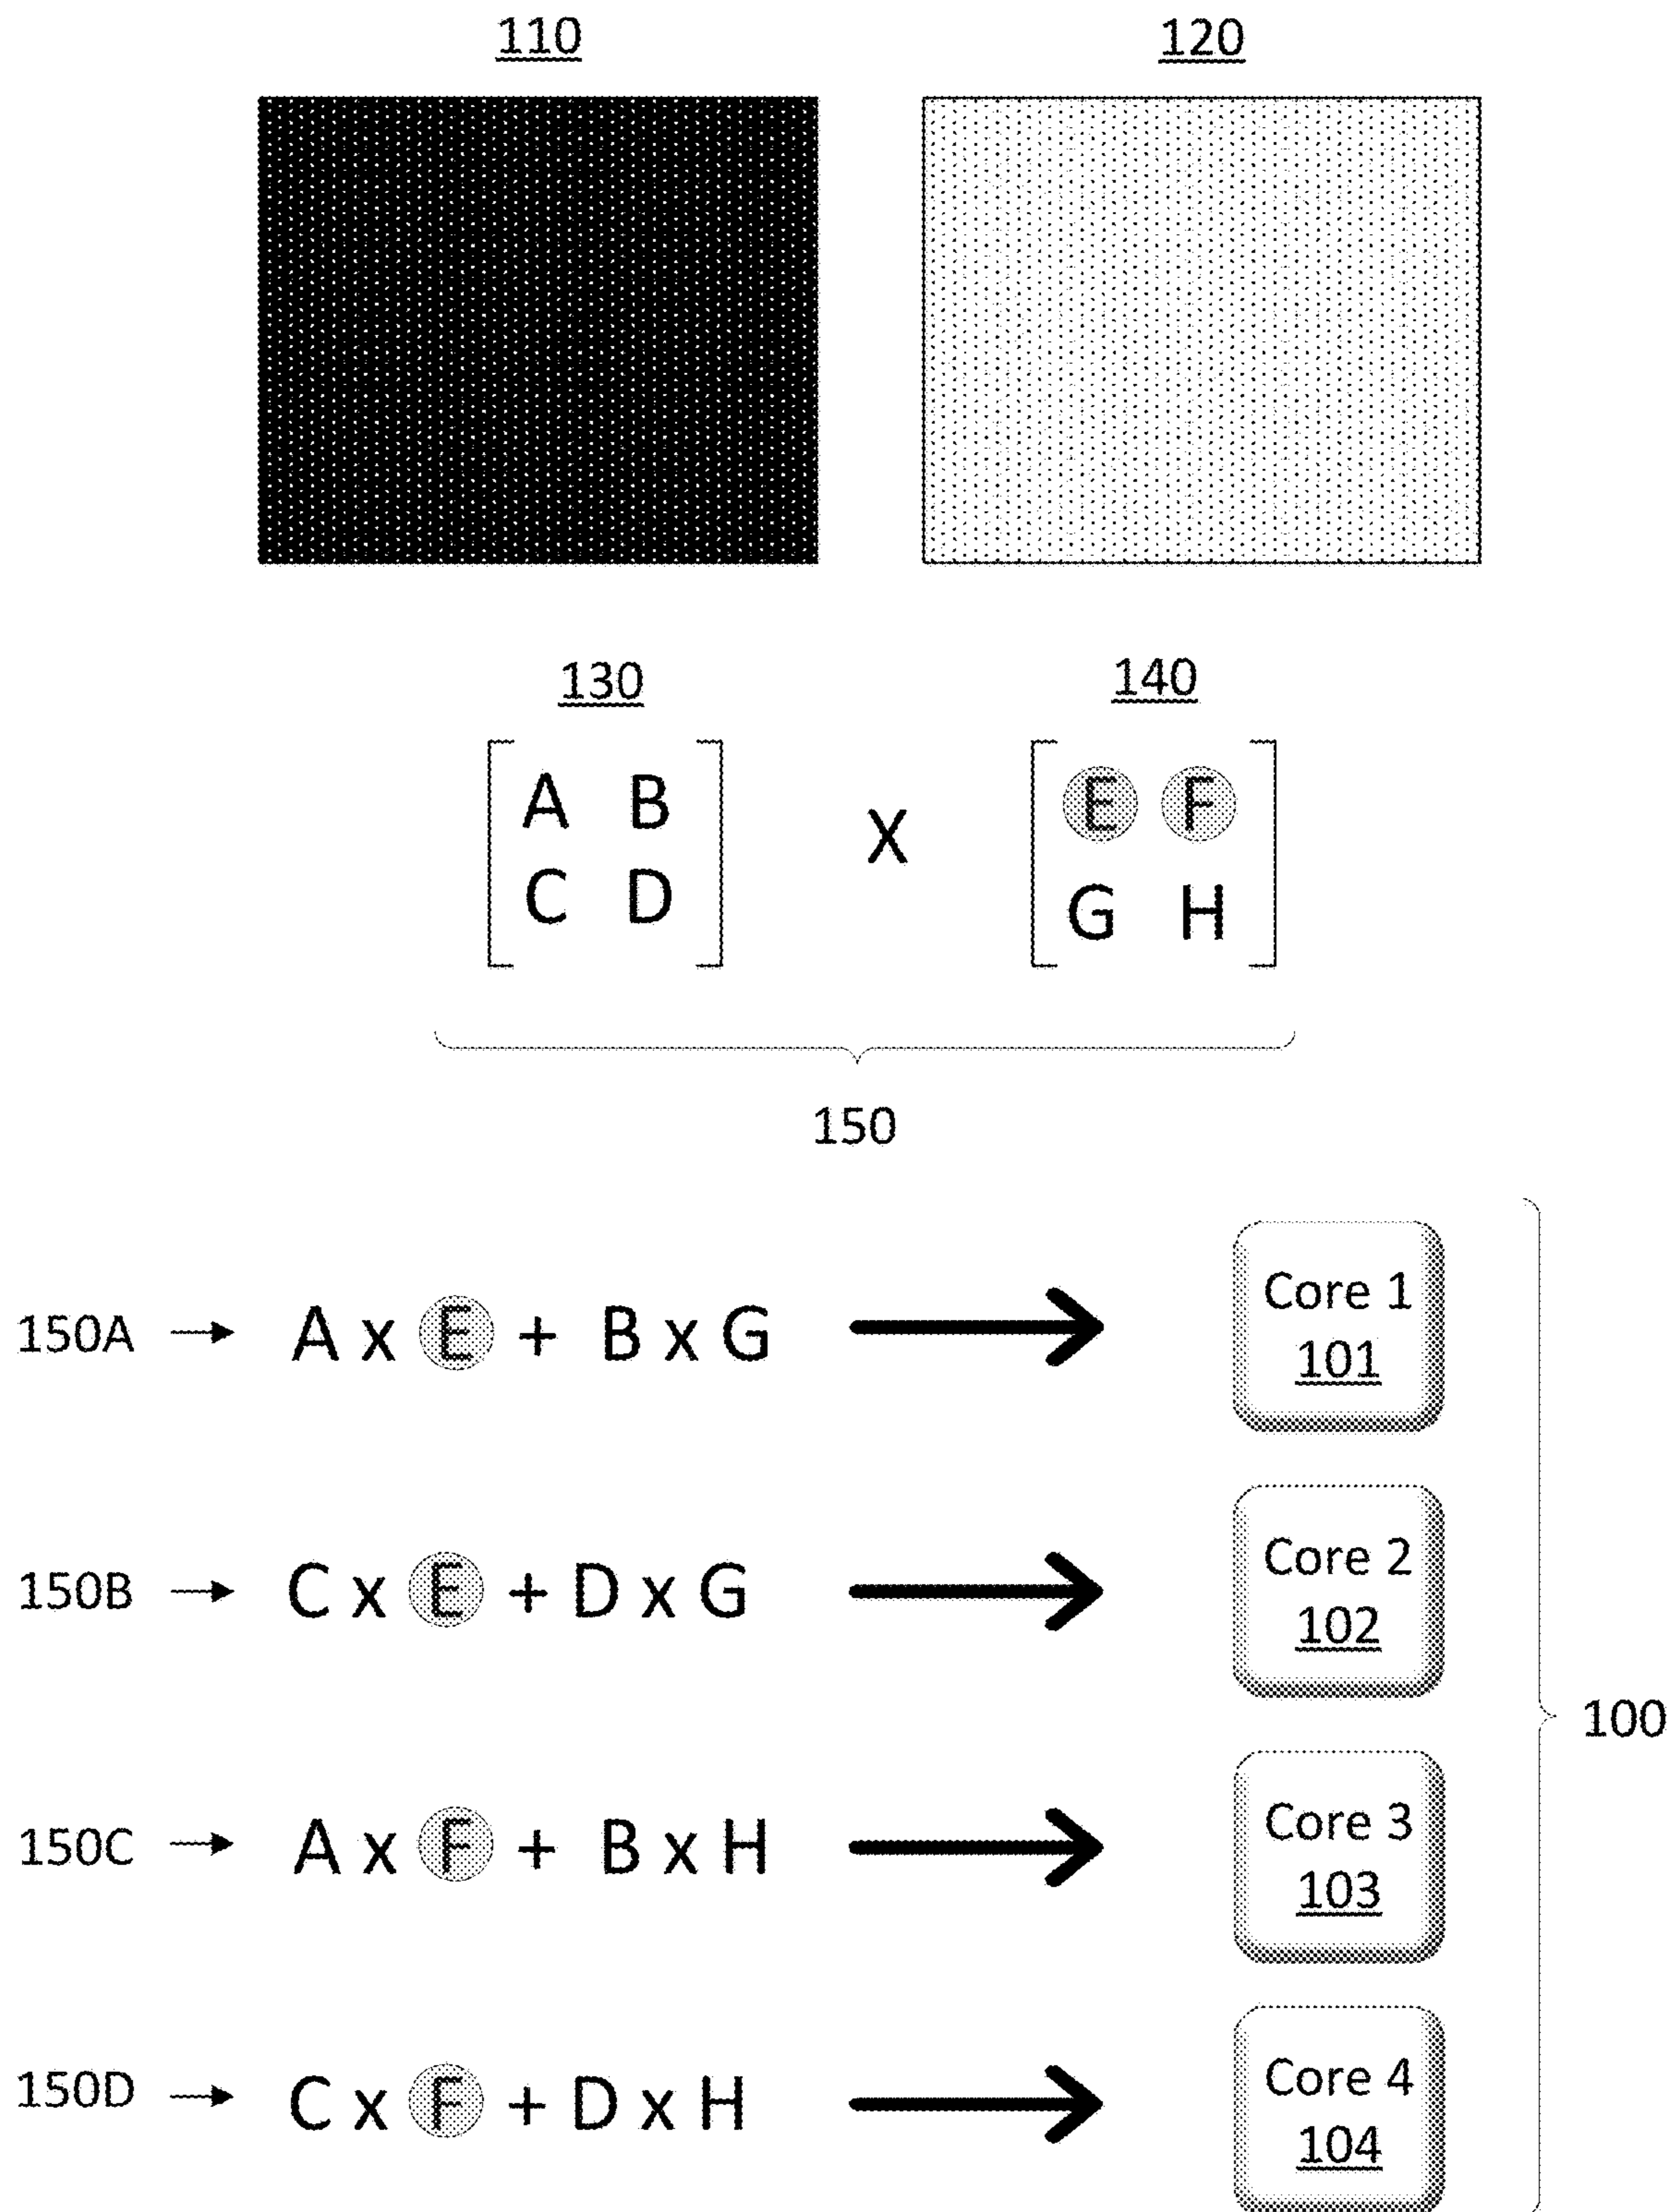 110 120
130 140
A B
C D
X
E F
G H
150
150A A x E + B x G Core 1
101
150B C x E + D x G Core 2
102
100
150C A x F + B x H Core 3
103
150D C x F + D x H Core 4
104